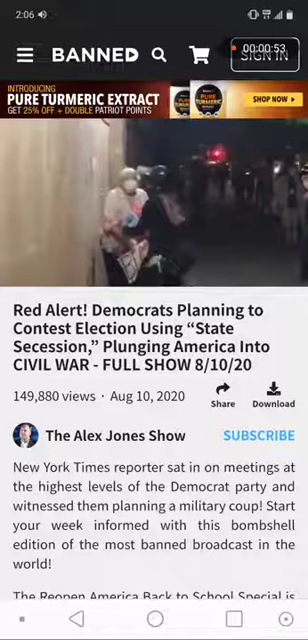 2:06
BANNED
00:00:53
SIGN IN
INTRODUCING
PURE TURMERIC EXTRACT
GET 25% OFF + DOUBLE PATRIOT POINTS
SHOP NOW
Red Alert! Democrats Planning to
Contest Election Using “State
Secession,” Plunging America Into
CIVIL WAR - FULL SHOW 8/10/20
149,880 views · Aug 10, 2020
Share
Download
The Alex Jones Show
SUBSCRIBE
New York Times reporter sat in on meetings at
the highest levels of the Democrat party and
witnessed them planning a military coup! Start
your week informed with this bombshell
edition of the most banned broadcast in the
world!
The Reopen America Back to School Special is